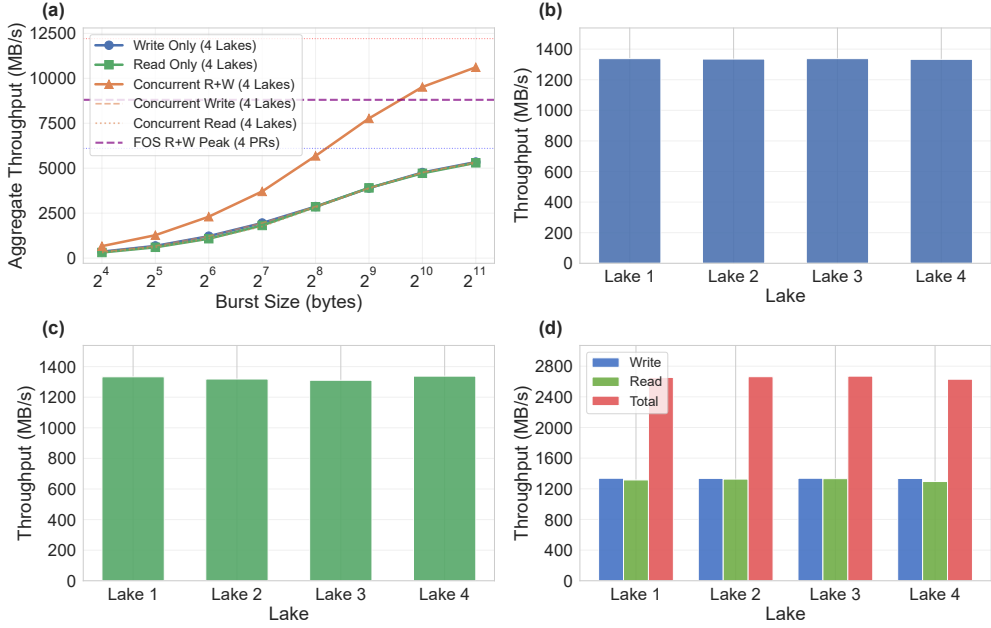 (a)
Aggregate Throughput (MB/s)
12500
10000
7500
5000
2500
0
Write Only (4 Lakes)
Read Only (4 Lakes)
Concurrent R+W (4 Lakes)
Concurrent Write (4 Lakes)
Concurrent Read (4 Lakes)
FOS R+W Peak (4 PRs)
2^4 2^5 2^6 2^7 2^8 2^9 2^10 2^11
Burst Size (bytes)
(b)
Throughput (MB/s)
1400
1200
1000
800
600
400
200
0
Lake 1 Lake 2 Lake 3 Lake 4
Lake
(c)
Throughput (MB/s)
1400
1200
1000
800
600
400
200
0
Lake 1 Lake 2 Lake 3 Lake 4
Lake
(d)
Throughput (MB/s)
2800
2400
2000
1600
1200
800
400
0
Write
Read
Total
Lake 1 Lake 2 Lake 3 Lake 4
Lake